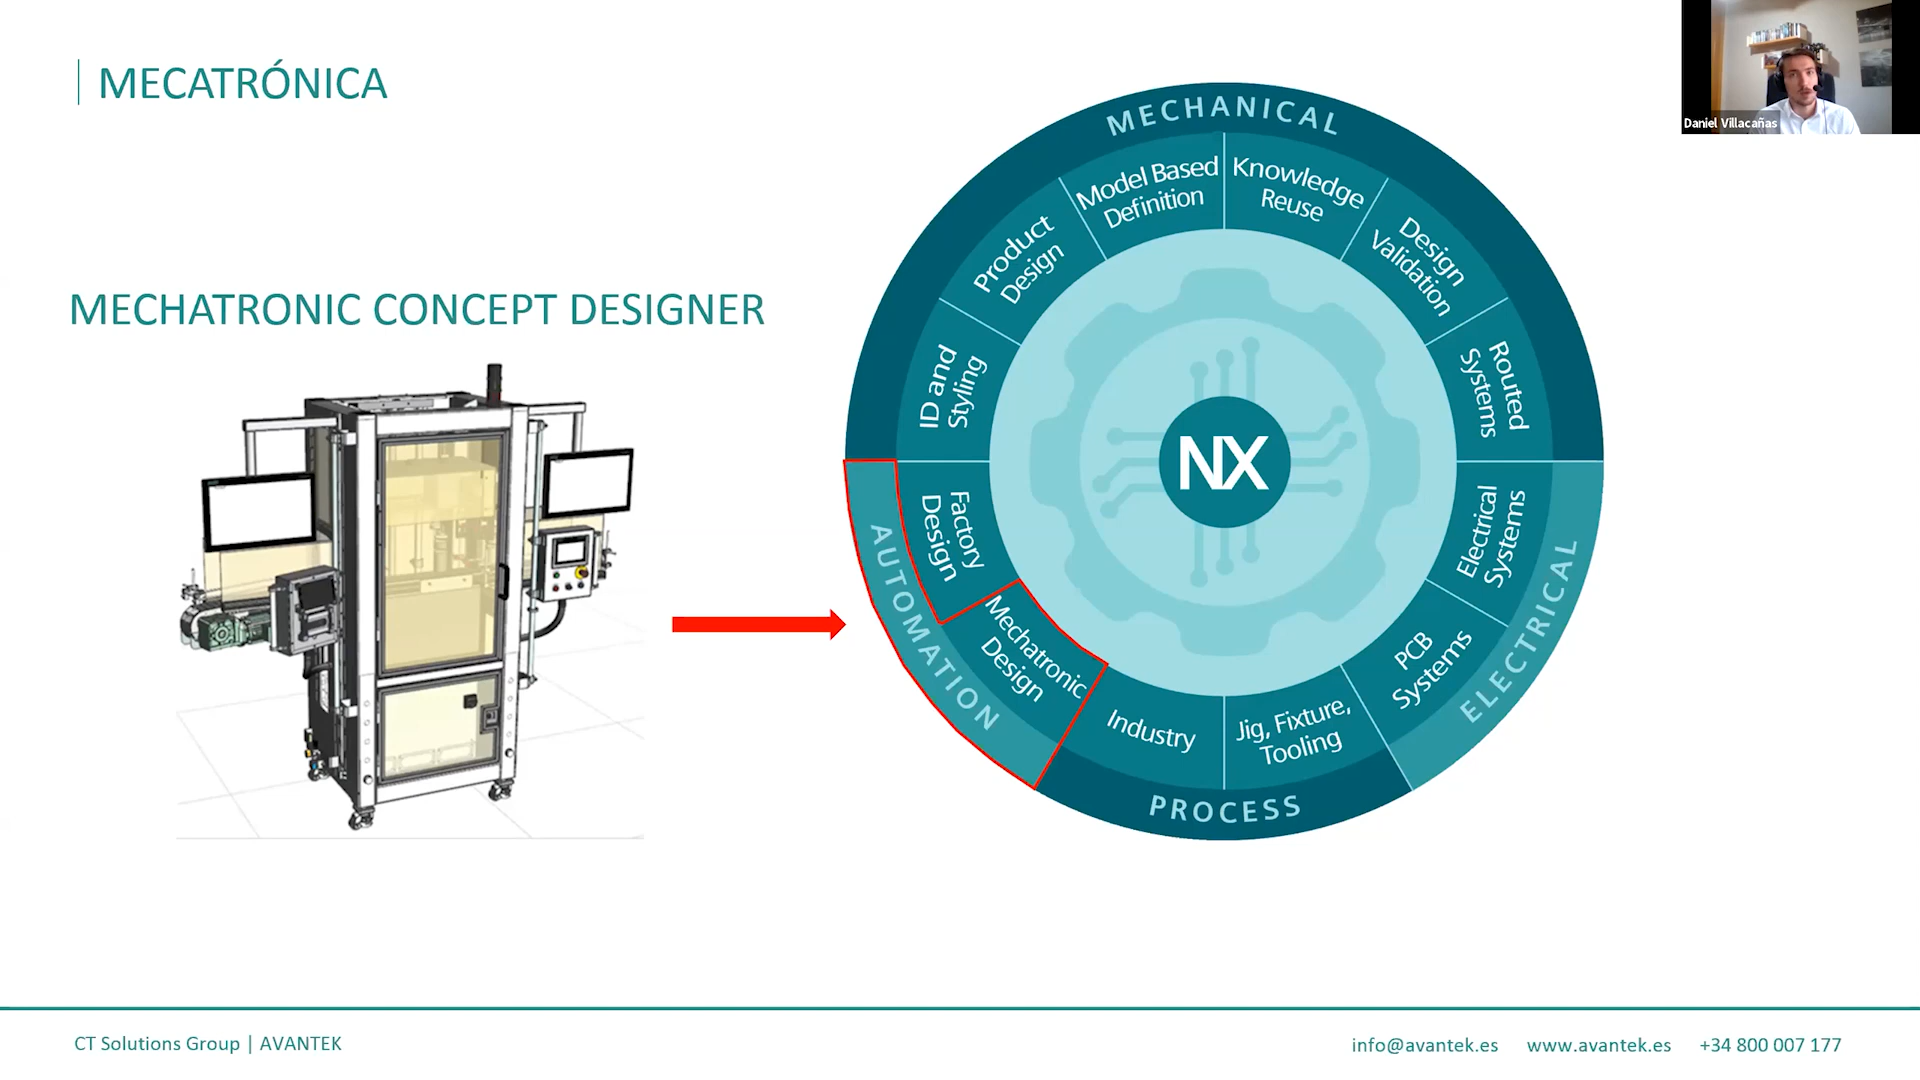 MECATRÓNICA
Daniel Villacañas
MECHATRONIC CONCEPT DESIGNER
MECHANICAL
Model Based
Definition
Knowledge
Reuse
Product
Design
Design
Validation
ID and
Styling
Routed
Systems
NX
Factory
Design
Electrical
Systems
AUTOMATION
Mechatronic
Design
PCB
Systems
ELECTRICAL
Industry
Jig, Fixture,
Tooling
PROCESS
CT Solutions Group | AVANTEK
info@avantek.es www.avantek.es +34 800 007 177